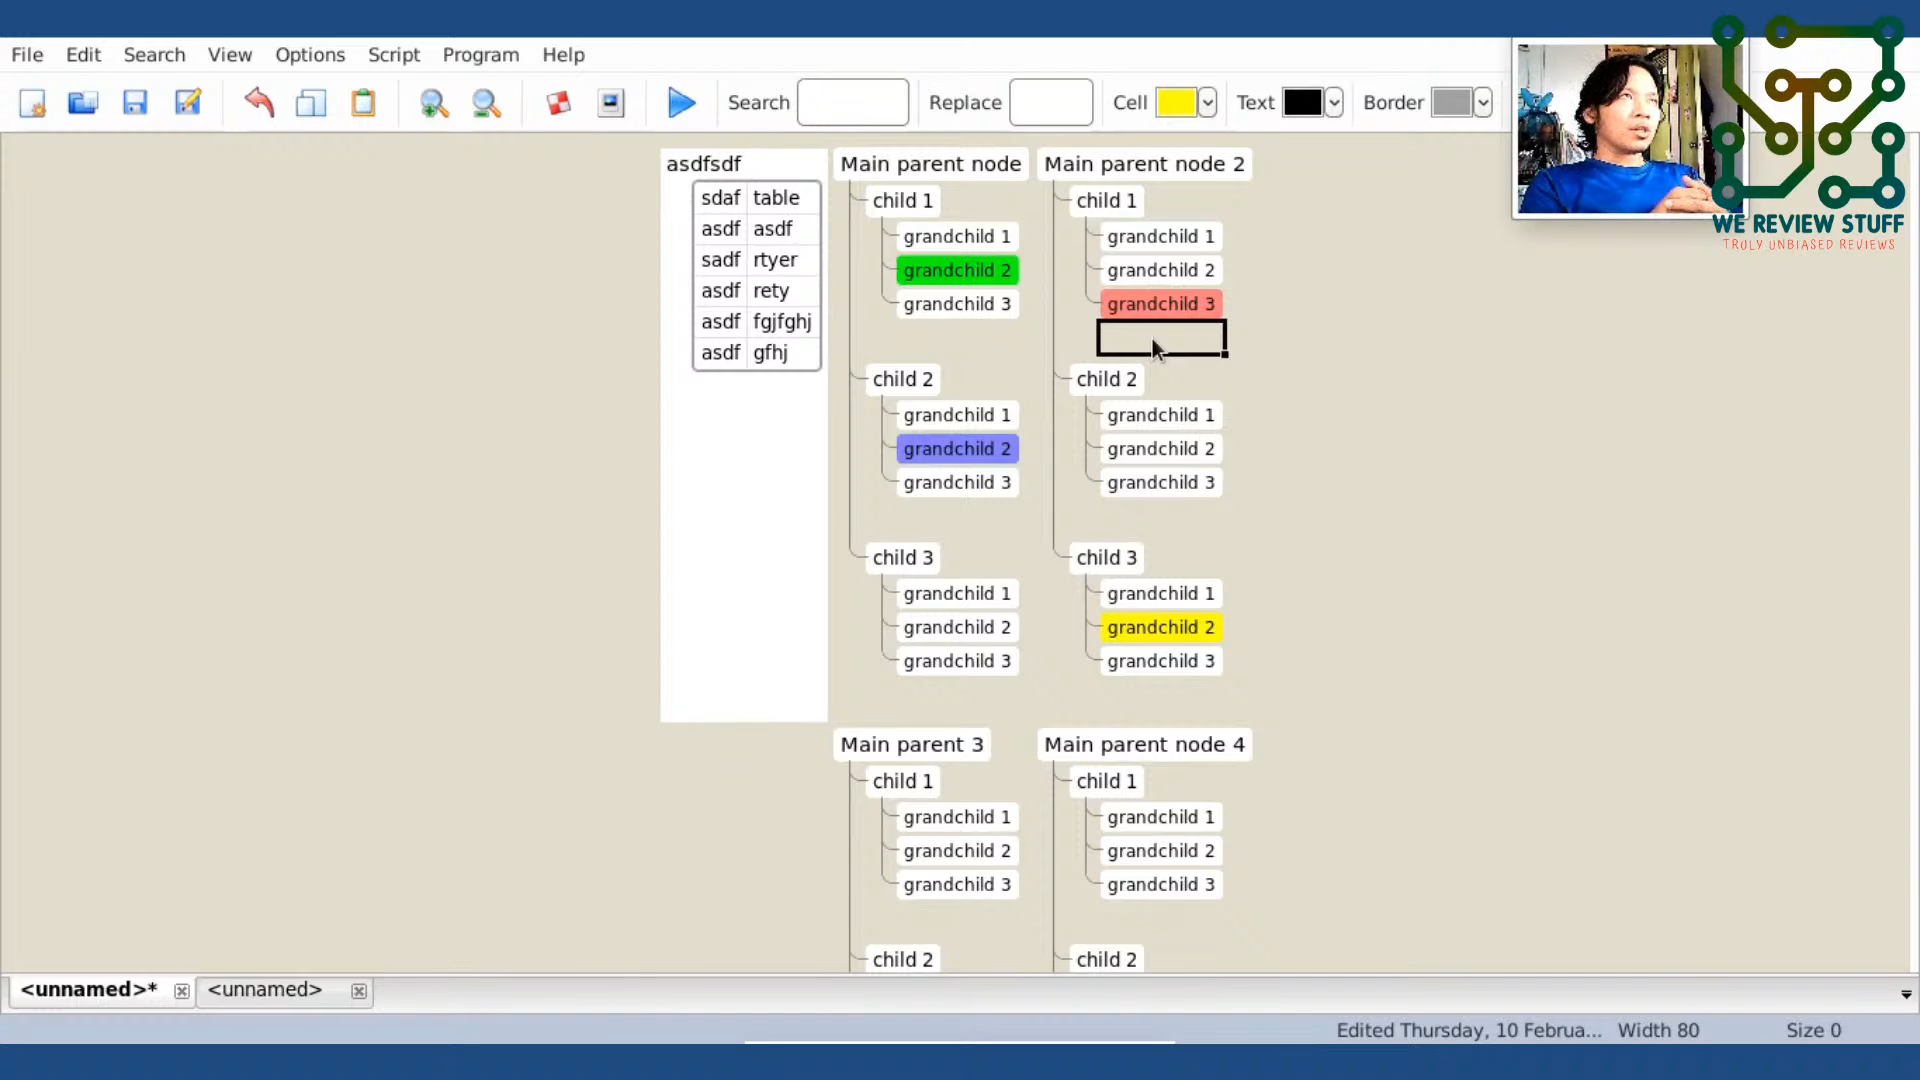 File Edit Search View Options Script Program Help
Search Replace Cell Text Border
WE REVIEW STUFF
TRULY UNBIASED REVIEWS
asdfsdf
sdaf table
asdf asdf
sadf rtyer
asdf rety
asdf fgjfghj
asdf gfhj
Main parent node
child 1
grandchild 1
grandchild 2
grandchild 3
child 2
grandchild 1
grandchild 2
grandchild 3
child 3
grandchild 1
grandchild 2
grandchild 3
Main parent node 2
child 1
grandchild 1
grandchild 2
grandchild 3
child 2
grandchild 1
grandchild 2
grandchild 3
child 3
grandchild 1
grandchild 2
grandchild 3
Main parent 3
child 1
grandchild 1
grandchild 2
grandchild 3
child 2
Main parent node 4
child 1
grandchild 1
grandchild 2
grandchild 3
child 2
<unnamed>* <unnamed>
Edited Thursday, 10 Februa... Width 80 Size 0